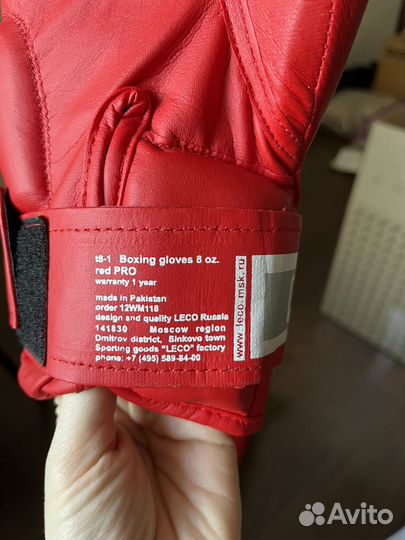 t8-1 Boxing gloves 8 oz.
red PRO
warranty 1 year
made in Pakistan
order 12WM118
design and quality LECO Russia
141830 Moscow region
Dmitrov district, Sinkovo town
Sporting goods "LECO" factory
phone: +7 (495) 589-84-00
www.leco-msk.ru
Avito